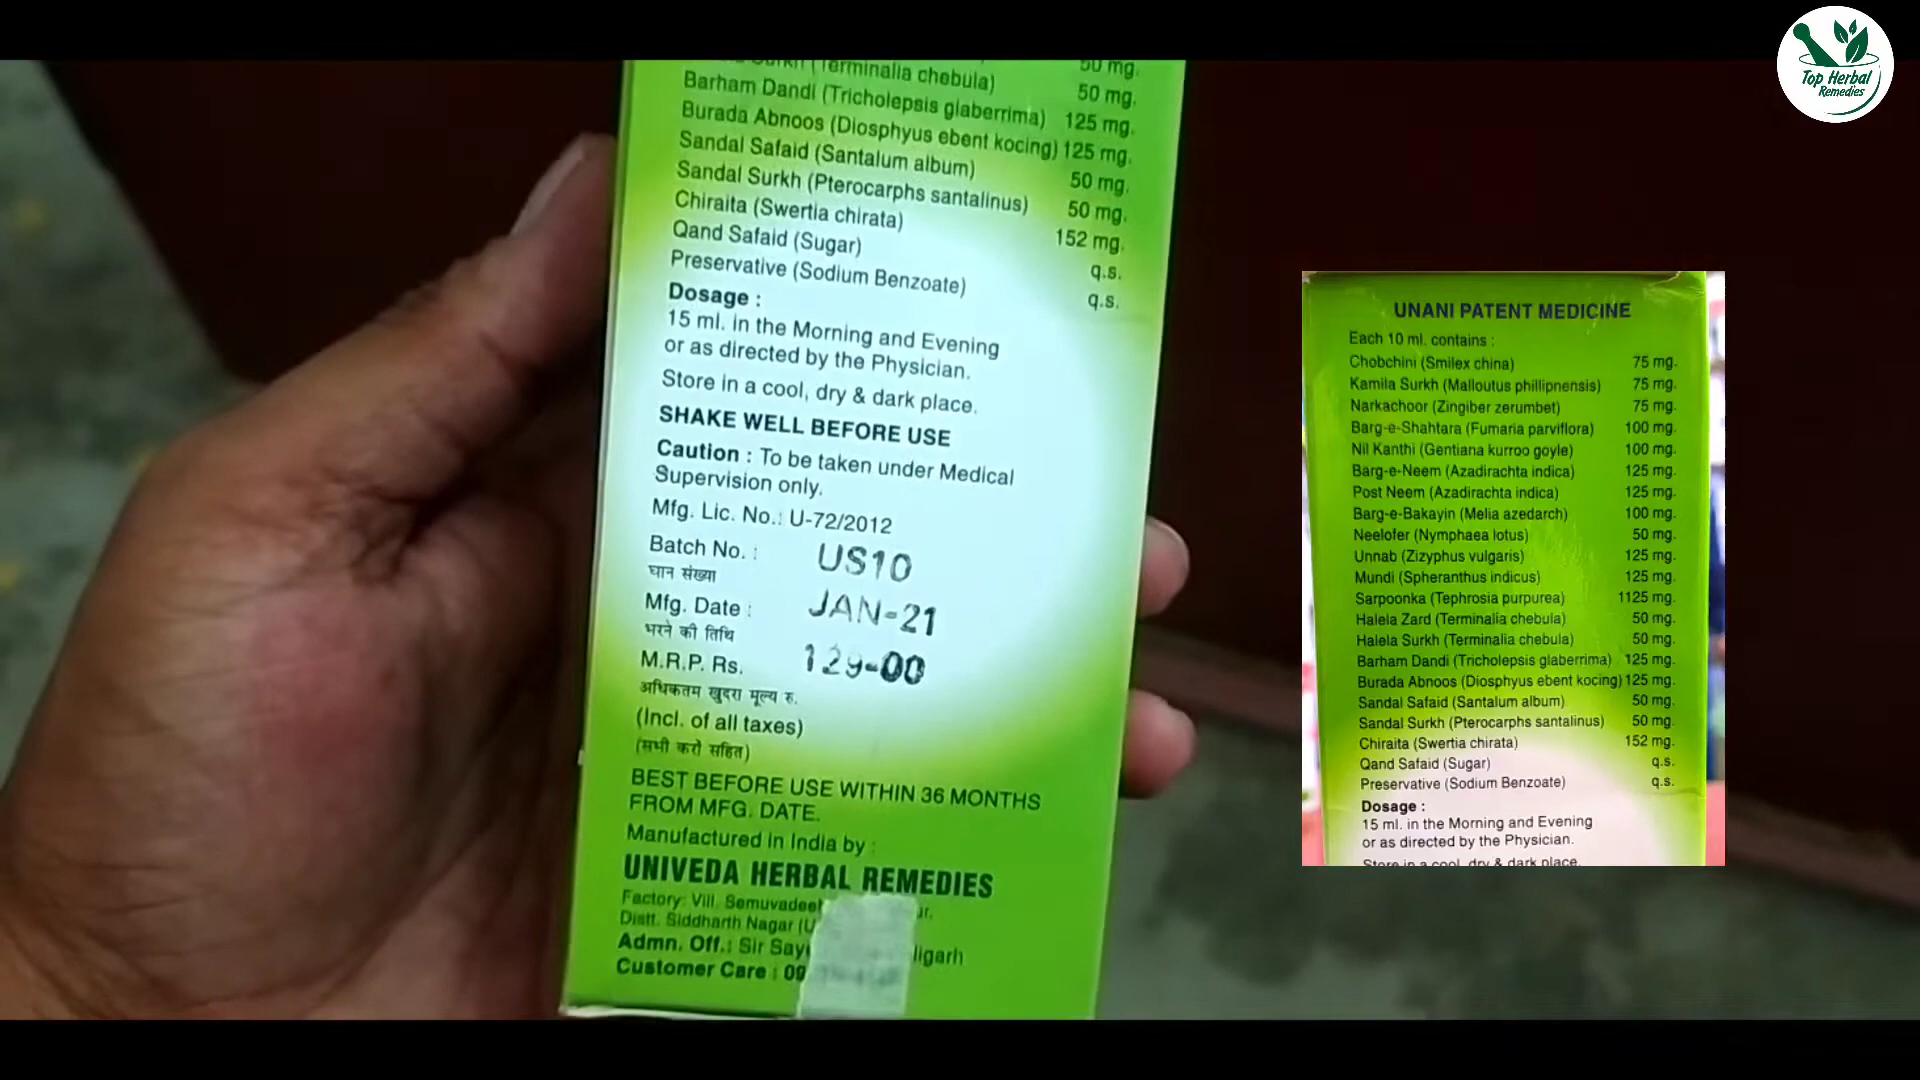 50 mg.
Surkh (Terminalia chebula) 50 mg.
Barham Dandi (Tricholepsis glaberrima) 125 mg.
Burada Abnoos (Diosphyus ebent kocing) 125 mg.
Sandal Safaid (Santalum album) 50 mg.
Sandal Surkh (Pterocarphs santalinus) 50 mg.
Chiraita (Swertia chirata) 152 mg.
Qand Safaid (Sugar) q.s.
Preservative (Sodium Benzoate) q.s.
Dosage :
15 ml. in the Morning and Evening
or as directed by the Physician.
Store in a cool, dry & dark place.
SHAKE WELL BEFORE USE
Caution : To be taken under Medical
Supervision only.
Mfg. Lic. No.: U-72/2012
Batch No. : US10
घान संख्या
Mfg. Date : JAN-21
भरने की तिथि
M.R.P. Rs. 129-00
अधिकतम खुदरा मूल्य रु.
(Incl. of all taxes)
(सभी करों सहित)
BEST BEFORE USE WITHIN 36 MONTHS
FROM MFG. DATE.
Manufactured in India by :
UNIVEDA HERBAL REMEDIES
Factory: Vill. Semuvadee
Distt. Siddharth Nagar (U
Admn. Off.: Sir Say ligarh
Customer Care : 09
Top Herbal
Remedies
UNANI PATENT MEDICINE
Each 10 ml. contains :
Chobchini (Smilex china) 75 mg.
Kamila Surkh (Malloutus phillipnensis) 75 mg.
Narkachoor (Zingiber zerumbet) 75 mg.
Barg-e-Shahtara (Fumaria parviflora) 100 mg.
Nil Kanthi (Gentiana kurroo goyle) 100 mg.
Barg-e-Neem (Azadirachta indica) 125 mg.
Post Neem (Azadirachta indica) 125 mg.
Barg-e-Bakayin (Melia azedarch) 100 mg.
Neelofer (Nymphaea lotus) 50 mg.
Unnab (Zizyphus vulgaris) 125 mg.
Mundi (Spheranthus indicus) 125 mg.
Sarpoonka (Tephrosia purpurea) 1125 mg.
Halela Zard (Terminalia chebula) 50 mg.
Halela Surkh (Terminalia chebula) 50 mg.
Barham Dandi (Tricholepsis glaberrima) 125 mg.
Burada Abnoos (Diosphyus ebent kocing) 125 mg.
Sandal Safaid (Santalum album) 50 mg.
Sandal Surkh (Pterocarphs santalinus) 50 mg.
Chiraita (Swertia chirata) 152 mg.
Qand Safaid (Sugar) q.s.
Preservative (Sodium Benzoate) q.s.
Dosage :
15 ml. in the Morning and Evening
or as directed by the Physician.
Store in a cool, dry & dark place.